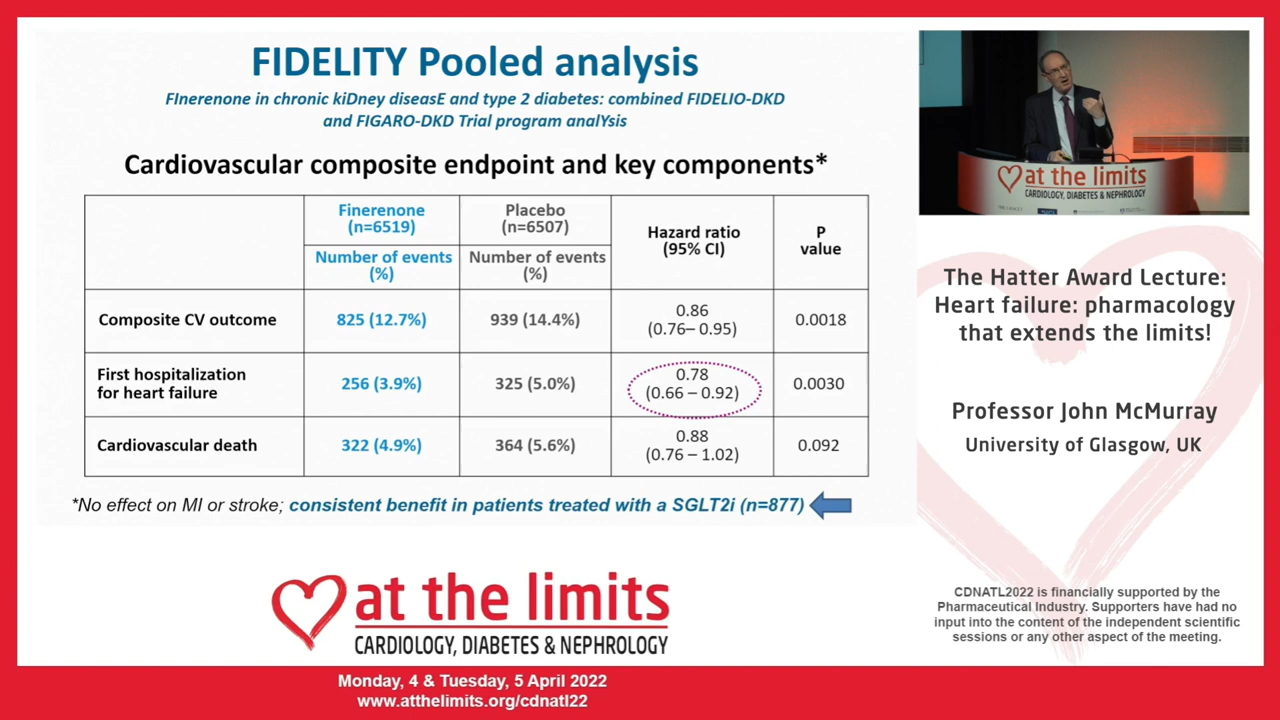 FIDELITY Pooled analysis
FInerenone in chronic kiDney diseasE and type 2 diabetes: combined FIDELIO-DKD
and FIGARO-DKD Trial program analYsis
Cardiovascular composite endpoint and key components*
Finerenone
(n=6519)
Placebo
(n=6507)
Hazard ratio
(95% CI)
P
value
Number of events
(%)
Number of events
(%)
Composite CV outcome
825 (12.7%)
939 (14.4%)
0.86
(0.76– 0.95)
0.0018
First hospitalization
for heart failure
256 (3.9%)
325 (5.0%)
0.78
(0.66 – 0.92)
0.0030
Cardiovascular death
322 (4.9%)
364 (5.6%)
0.88
(0.76 – 1.02)
0.092
*No effect on MI or stroke; consistent benefit in patients treated with a SGLT2i (n=877)
at the limits
CARDIOLOGY, DIABETES & NEPHROLOGY
Monday, 4 & Tuesday, 5 April 2022
www.atthelimits.org/cdnatl22
at the limits
CARDIOLOGY, DIABETES & NEPHROLOGY
The Hatter Award Lecture:
Heart failure: pharmacology
that extends the limits!
Professor John McMurray
University of Glasgow, UK
CDNATL2022 is financially supported by the
Pharmaceutical Industry. Supporters have had no
input into the content of the independent scientific
sessions or any other aspect of the meeting.